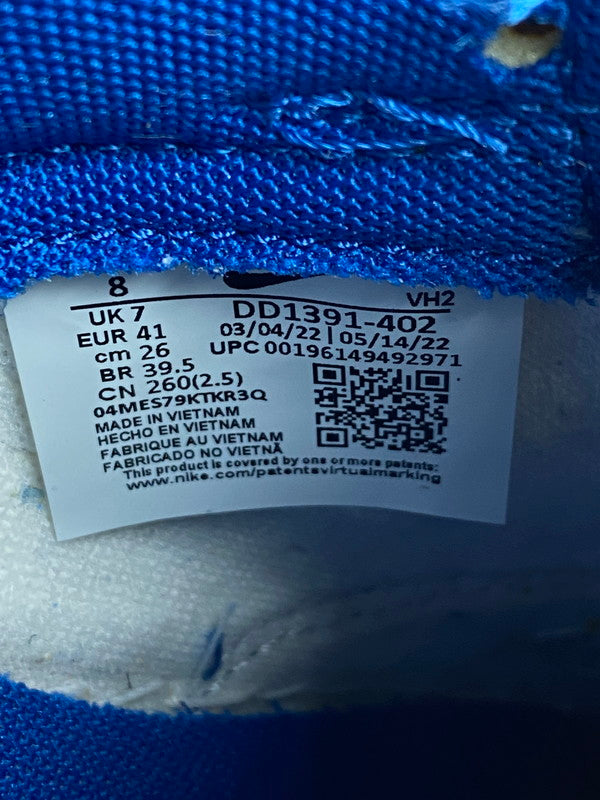 8
VH2
UK 7
DD1391-402
EUR 41
03/04/22 | 05/14/22
cm 26
UPC 00196149492971
BR 39.5
CN 260(2.5)
04MES79KTKR3Q
MADE IN VIETNAM
HECHO EN VIETNAM
FABRIQUE AU VIETNAM
FABRICADO NO VIETNÃ
This product is covered by one or more patents:
www.nike.com/patentsvirtualmarking